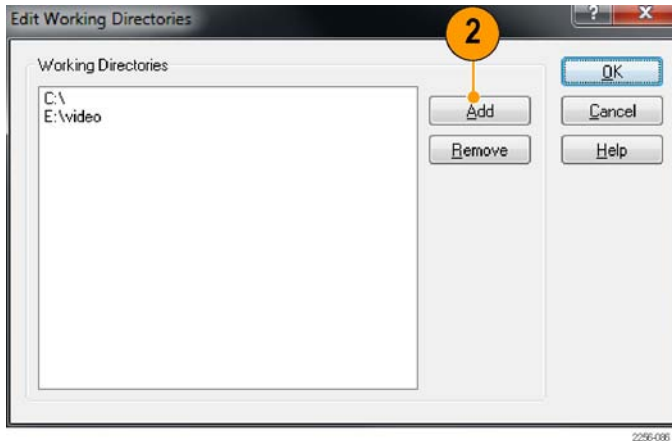 Edit Working Directories
?
X
2
Working Directories
OK
C:\
E:\video
Add
Cancel
Remove
Help
2256-086